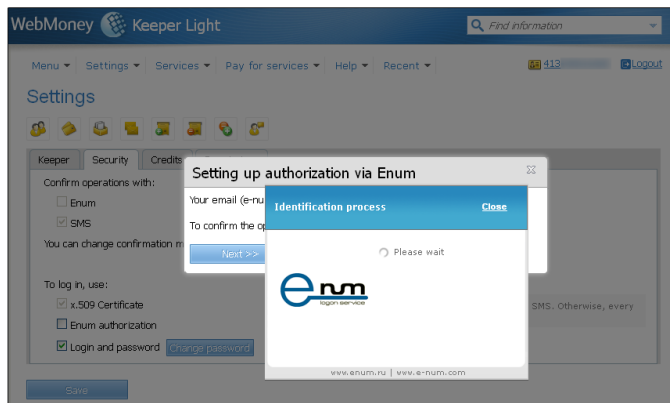 WebMoney Keeper Light
Find information
Menu Settings Services Pay for services Help Recent
413
Logout
Settings
Keeper Security Credits
Confirm operations with:
Enum
SMS
You can change confirmation
To log in, use:
x.509 Certificate
Enum authorization
Login and password Change password
SMS. Otherwise, every
Save
Setting up authorization via Enum
Your email (e-nu
To confirm the op
Next >>
Identification process
Close
Please wait
e num
logon service
www.enum.ru | www.e-num.com